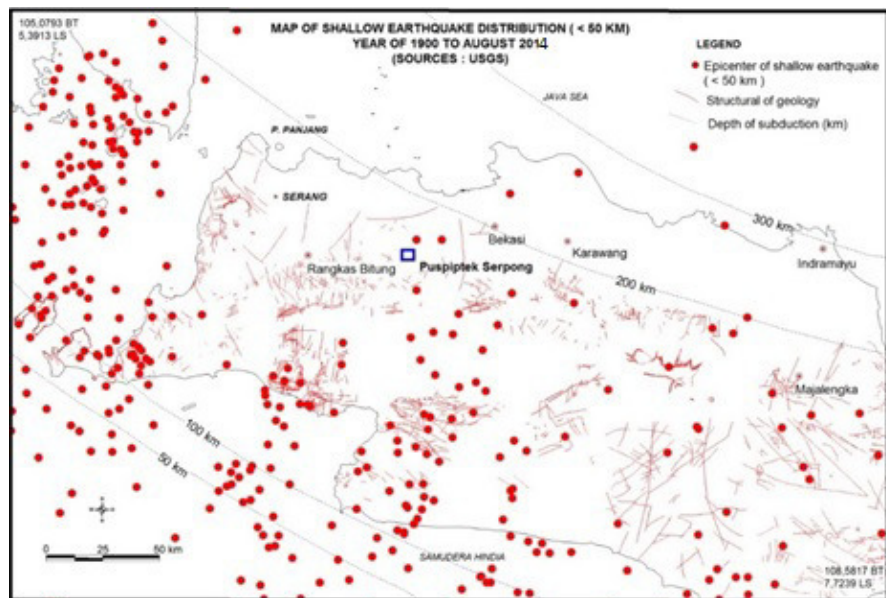 105,0793 BT
5,3913 LS
MAP OF SHALLOW EARTHQUAKE DISTRIBUTION ( < 50 KM)
YEAR OF 1900 TO AUGUST 2014
(SOURCES : USGS)
LEGEND
Epicenter of shallow earthquake
( < 50 km )
Structural of geology
Depth of subduction (km)
JAVA SEA
P. PANJANG
SERANG
300 km
Bekasi
Karawang
Indramayu
Rangkas Bitung
Puspiptek Serpong
200 km
Majalengka
100 km
50 km
0 25 50 km
SAMUDERA HINDIA
108,5817 BT
7,7239 LS